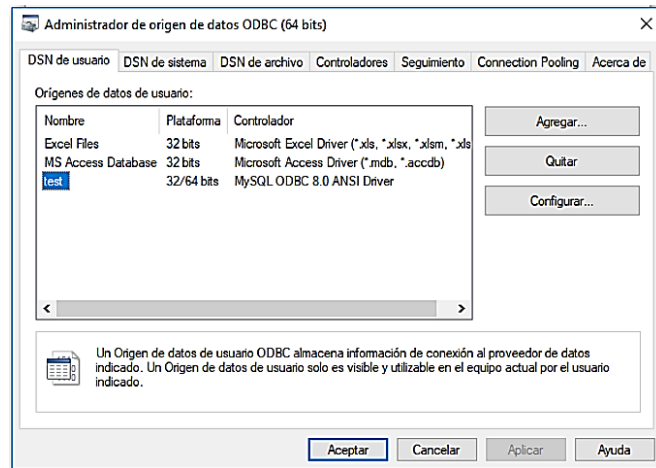 Administrador de origen de datos ODBC (64 bits)
DSN de usuario DSN de sistema DSN de archivo Controladores Seguimiento Connection Pooling Acerca de
Orígenes de datos de usuario:
Nombre Plataforma Controlador
Excel Files 32 bits Microsoft Excel Driver (*.xls, *.xlsx, *.xlsm, *.xls
MS Access Database 32 bits Microsoft Access Driver (*.mdb, *.accdb)
test 32/64 bits MySQL ODBC 8.0 ANSI Driver
Agregar...
Quitar
Configurar...
Un Origen de datos de usuario ODBC almacena información de conexión al proveedor de datos
indicado. Un Origen de datos de usuario solo es visible y utilizable en el equipo actual por el usuario
indicado.
Aceptar Cancelar Aplicar Ayuda